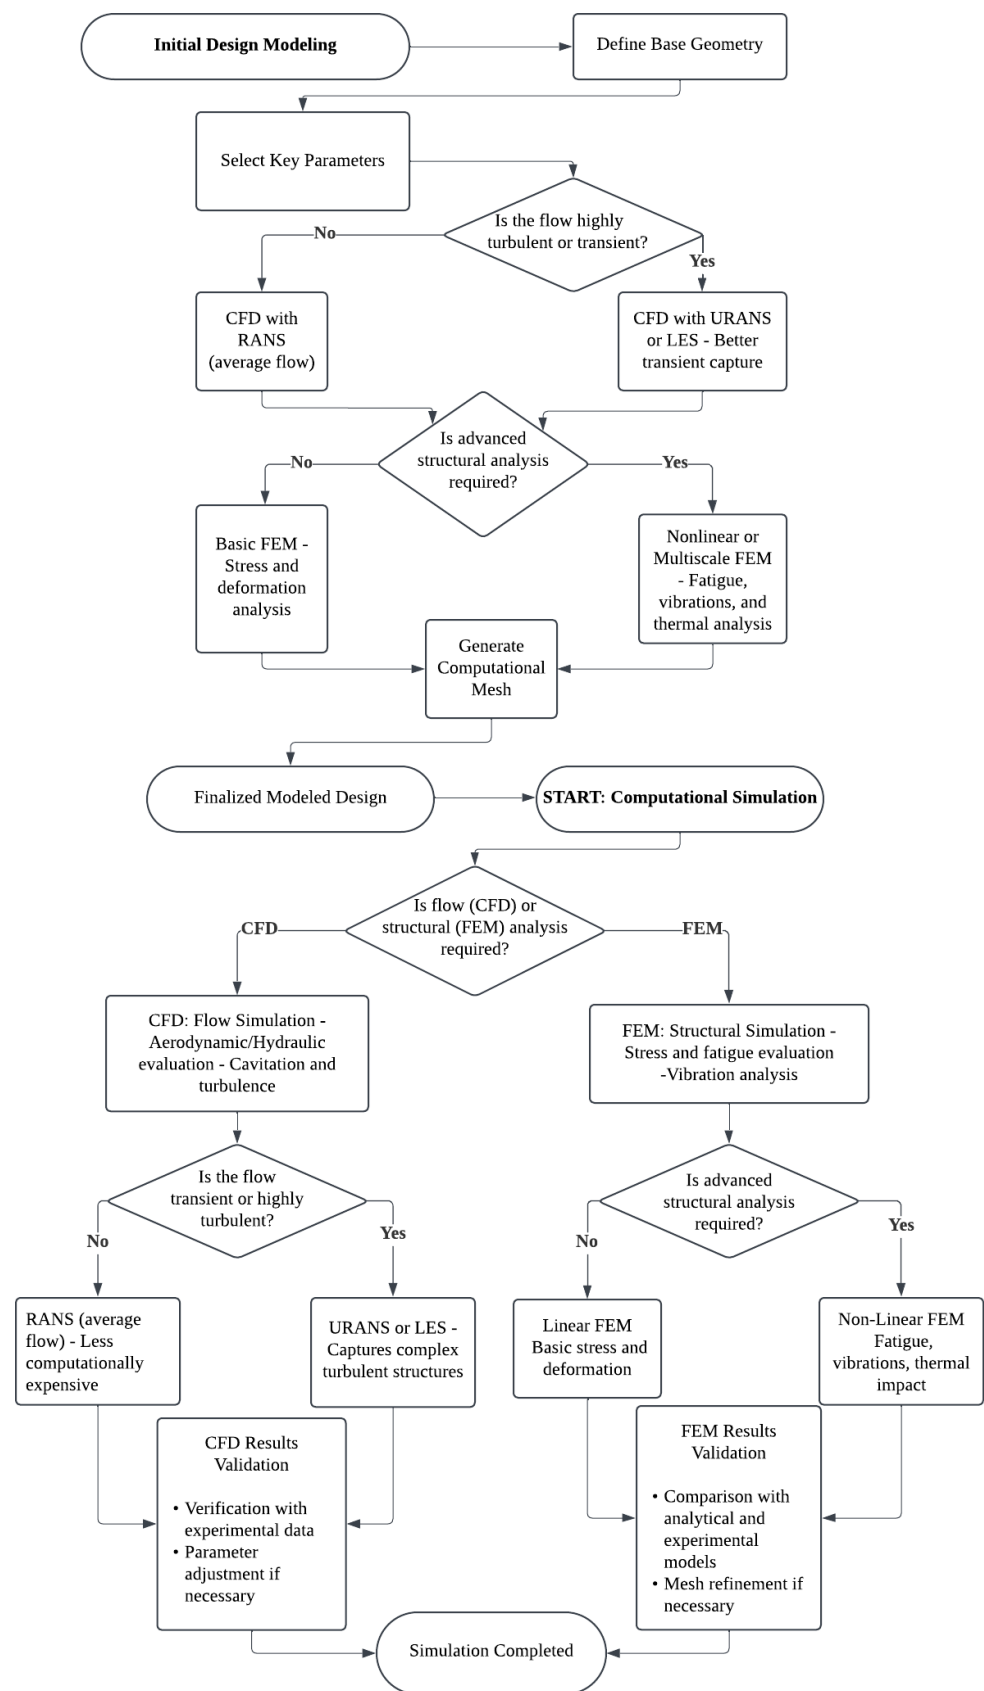 Initial Design Modeling
Define Base Geometry
Select Key Parameters
Is the flow highly
turbulent or transient?
No
Yes
CFD with
RANS
(average flow)
CFD with URANS
or LES - Better
transient capture
Is advanced
structural analysis
required?
No
Yes
Basic FEM -
Stress and
deformation
analysis
Nonlinear or
Multiscale FEM
- Fatigue,
vibrations, and
thermal analysis
Generate
Computational
Mesh
Finalized Modeled Design
START: Computational Simulation
Is flow (CFD) or
structural (FEM) analysis
required?
CFD
FEM
CFD: Flow Simulation -
Aerodynamic/Hydraulic
evaluation - Cavitation and
turbulence
FEM: Structural Simulation -
Stress and fatigue evaluation
-Vibration analysis
Is the flow
transient or highly
turbulent?
Is advanced
structural analysis
required?
No
Yes
No
Yes
RANS (average
flow) - Less
computationally
expensive
URANS or LES -
Captures complex
turbulent structures
Linear FEM
Basic stress and
deformation
Non-Linear FEM
Fatigue,
vibrations, thermal
impact
CFD Results
Validation
• Verification with
experimental data
• Parameter
adjustment if
necessary
FEM Results
Validation
• Comparison with
analytical and
experimental
models
• Mesh refinement if
necessary
Simulation Completed